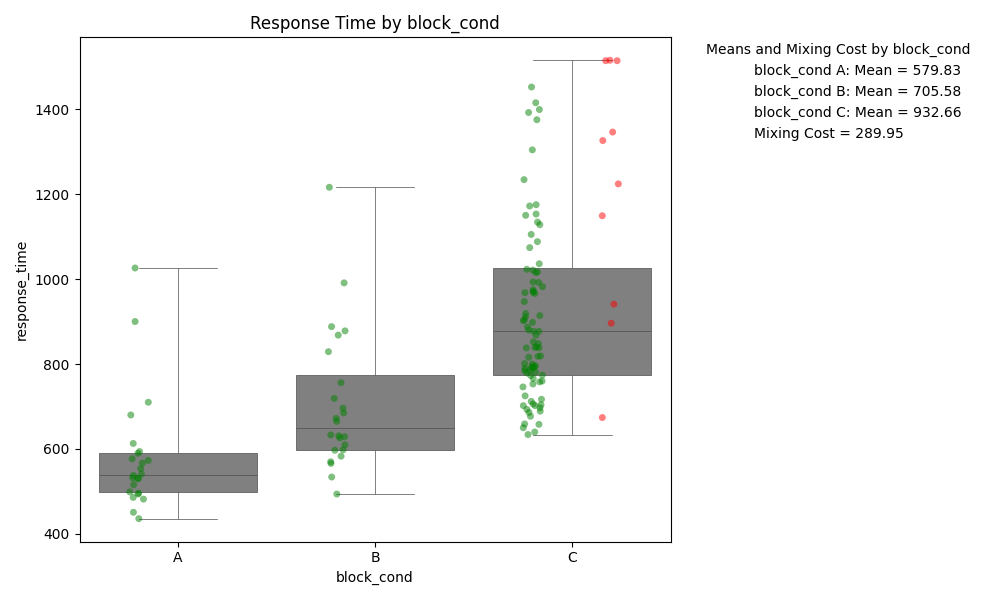 Response Time by block_cond
Means and Mixing Cost by block_cond
block_cond A: Mean = 579.83
block_cond B: Mean = 705.58
block_cond C: Mean = 932.66
Mixing Cost = 289.95
response_time
1400
1200
1000
800
600
400
A
B
C
block_cond